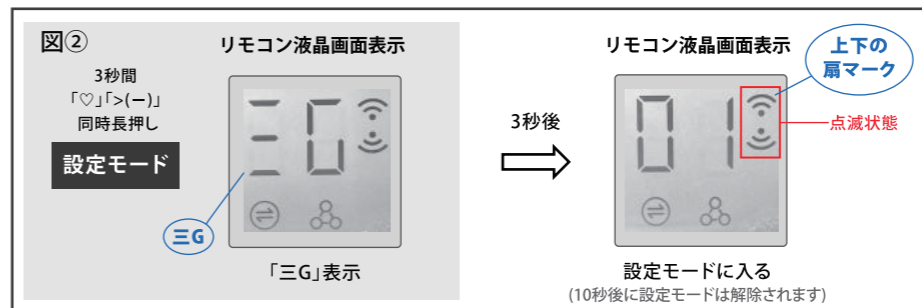 図②
リモコン液晶画面表示
3秒間
「♡」「>(ー)」
同時長押し
設定モード
三G
三G
「三G」表示
3秒後
リモコン液晶画面表示
上下の
扇マーク
01
点滅状態
設定モードに入る
(10秒後に設定モードは解除されます)